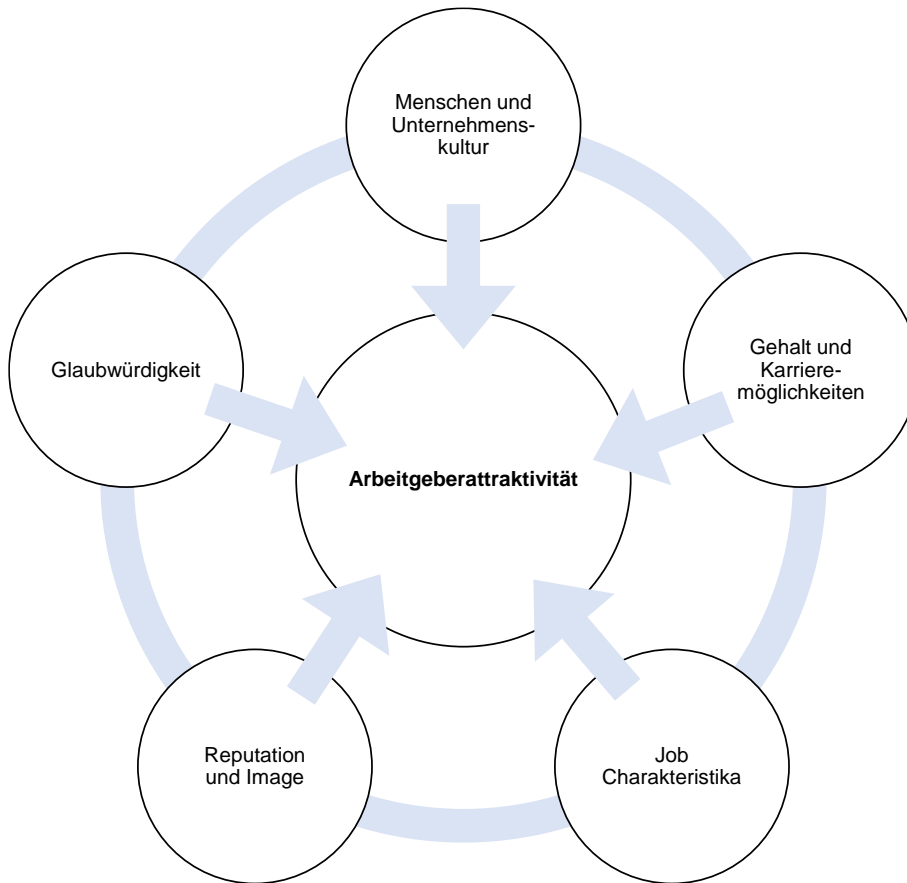 Menschen und
Unternehmens-
kultur
Glaubwürdigkeit
Gehalt und
Karriere-
möglichkeiten
Arbeitgeberattraktivität
Reputation
und Image
Job
Charakteristika